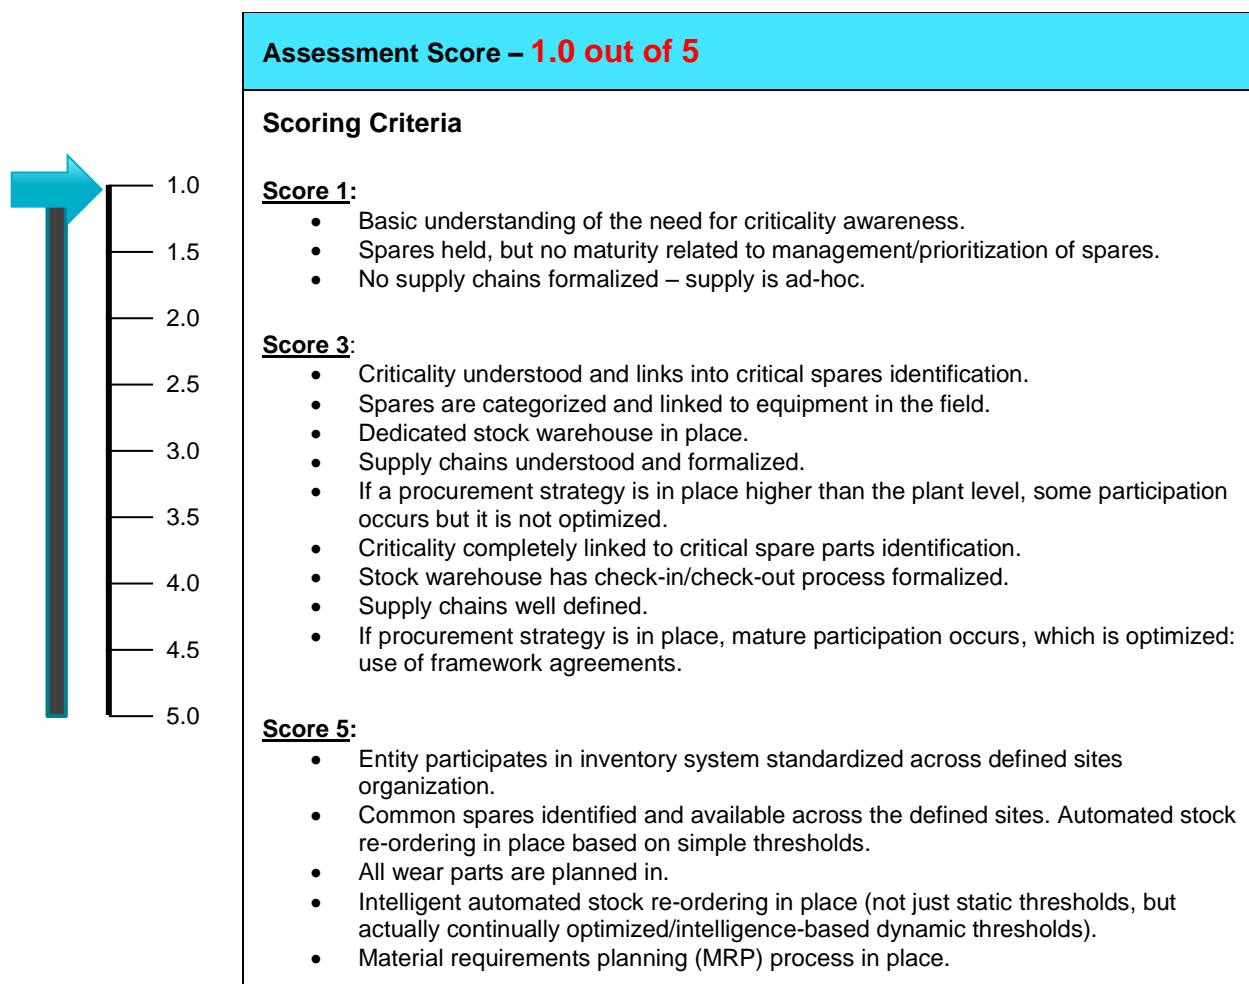 Assessment Score – 1.0 out of 5
Scoring Criteria
1.0
1.5
2.0
2.5
3.0
3.5
4.0
4.5
5.0
Score 1:
• Basic understanding of the need for criticality awareness.
• Spares held, but no maturity related to management/prioritization of spares.
• No supply chains formalized – supply is ad-hoc.
Score 3:
• Criticality understood and links into critical spares identification.
• Spares are categorized and linked to equipment in the field.
• Dedicated stock warehouse in place.
• Supply chains understood and formalized.
• If a procurement strategy is in place higher than the plant level, some participation
occurs but it is not optimized.
• Criticality completely linked to critical spare parts identification.
• Stock warehouse has check-in/check-out process formalized.
• Supply chains well defined.
• If procurement strategy is in place, mature participation occurs, which is optimized:
use of framework agreements.
Score 5:
• Entity participates in inventory system standardized across defined sites
organization.
• Common spares identified and available across the defined sites. Automated stock
re-ordering in place based on simple thresholds.
• All wear parts are planned in.
• Intelligent automated stock re-ordering in place (not just static thresholds, but
actually continually optimized/intelligence-based dynamic thresholds).
• Material requirements planning (MRP) process in place.